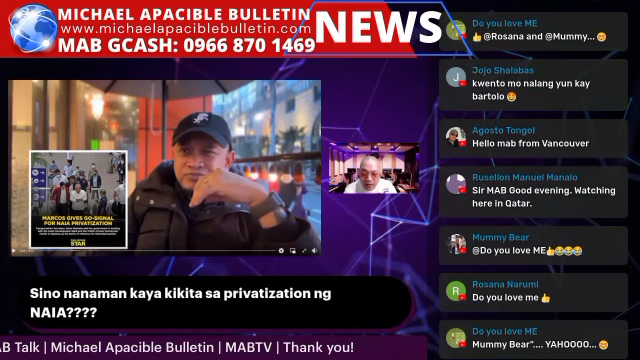 MICHAEL APACIBLE BULLETIN
www.michaelapaciblebulletin.com
MAB GCASH: 0966 870 1469
NEWS
MARCOS GIVES GO-SIGNAL
FOR NAIA PRIVATIZATION
STAR
Sino nanaman kaya kikita sa privatization ng
NAIA????
AB Talk | Michael Apacible Bulletin | MABTV | Thank you!
Do you love ME
👍 @Rosana and @Mummy... 😊
Jojo Shalabas
kwento mo nalang yun kay
bartolo 🤩
Agosto Tongol
Hello mab from Vancouver
Rusellon Manuel Manalo
Sir MAB Good evening. Watching
here in Qatar.
Mummy Bear
@Do you love ME👍😂😂😂
Rosana Narumi
Do you love me 👍
Do you love ME
Mummy Bear".... YAHOOOO... 😊